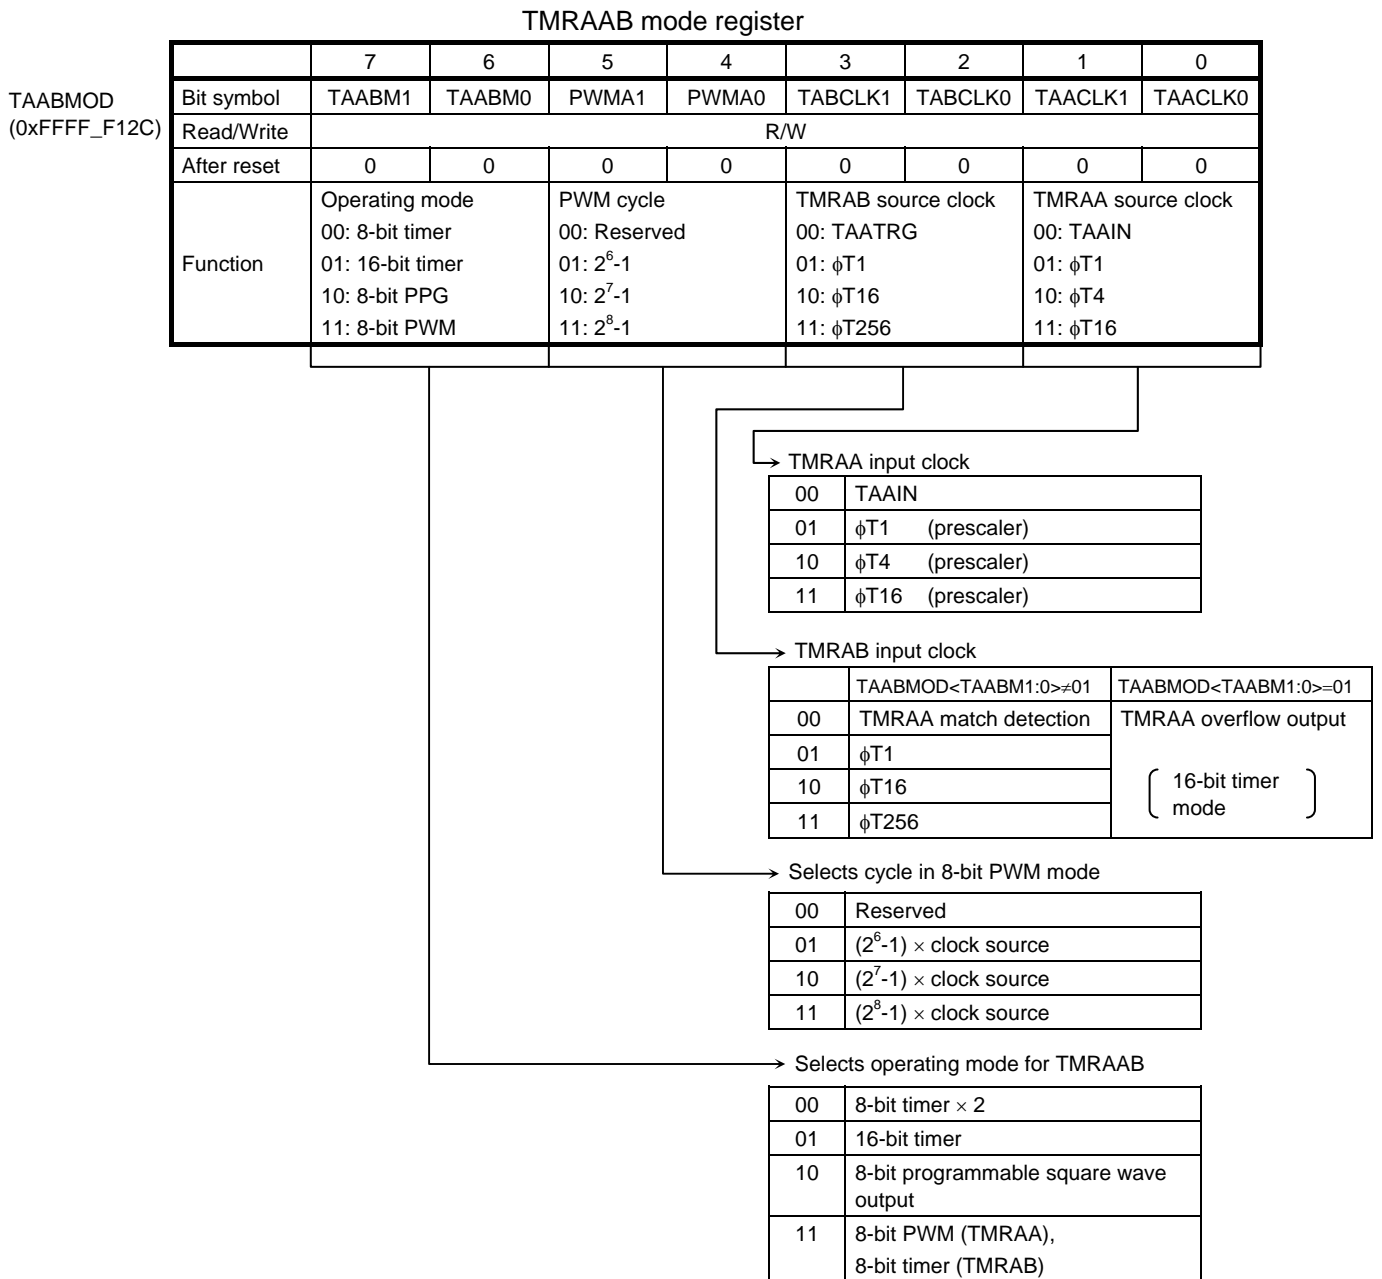 TMRAAB mode register
7 6 5 4 3 2 1 0
TAABMOD
(0xFFFF_F12C)
Bit symbol TAABM1 TAABM0 PWMA1 PWMA0 TABCLK1 TABCLK0 TAACLK1 TAACLK0
Read/Write R/W
After reset 0 0 0 0 0 0 0 0
Function
Operating mode
00: 8-bit timer
01: 16-bit timer
10: 8-bit PPG
11: 8-bit PWM
PWM cycle
00: Reserved
01: 2⁶-1
10: 2⁷-1
11: 2⁸-1
TMRAB source clock
00: TAATRG
01: ϕT1
10: ϕT16
11: ϕT256
TMRAA source clock
00: TAAIN
01: ϕT1
10: ϕT4
11: ϕT16
TMRAA input clock
00 TAAIN
01 ϕT1 (prescaler)
10 ϕT4 (prescaler)
11 ϕT16 (prescaler)
TMRAB input clock
TAABMOD<TAABM1:0>≠01 TAABMOD<TAABM1:0>=01
00 TMRAA match detection TMRAA overflow output
01 ϕT1
10 ϕT16
11 ϕT256
16-bit timer
mode
Selects cycle in 8-bit PWM mode
00 Reserved
01 (2⁶-1) × clock source
10 (2⁷-1) × clock source
11 (2⁸-1) × clock source
Selects operating mode for TMRAAB
00 8-bit timer × 2
01 16-bit timer
10 8-bit programmable square wave
output
11 8-bit PWM (TMRAA),
8-bit timer (TMRAB)